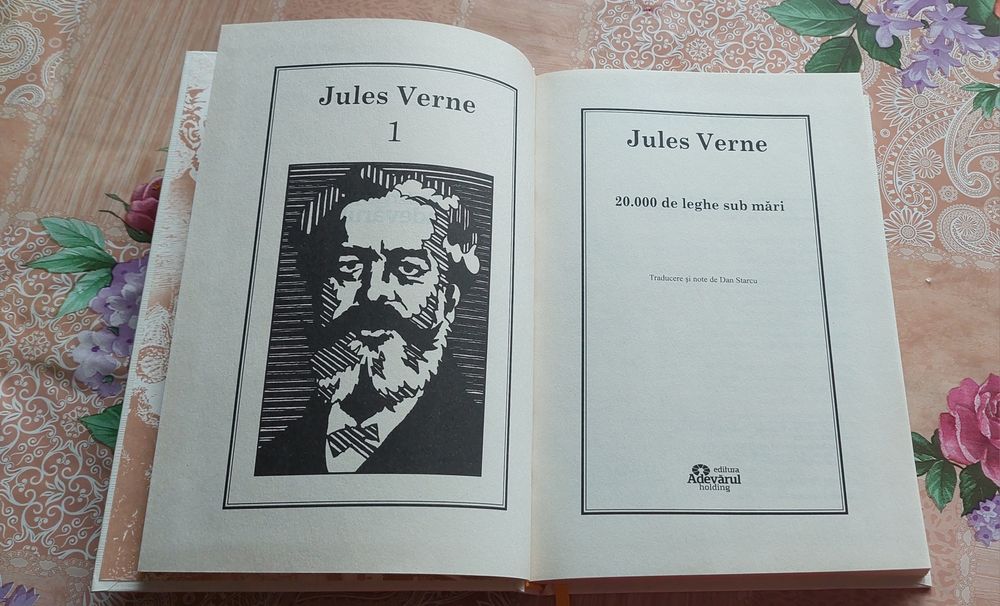 Jules Verne
1
Jules Verne
20.000 de leghe sub mări
Traducere și note de Dan Starcu
editura
Adevărul
holding